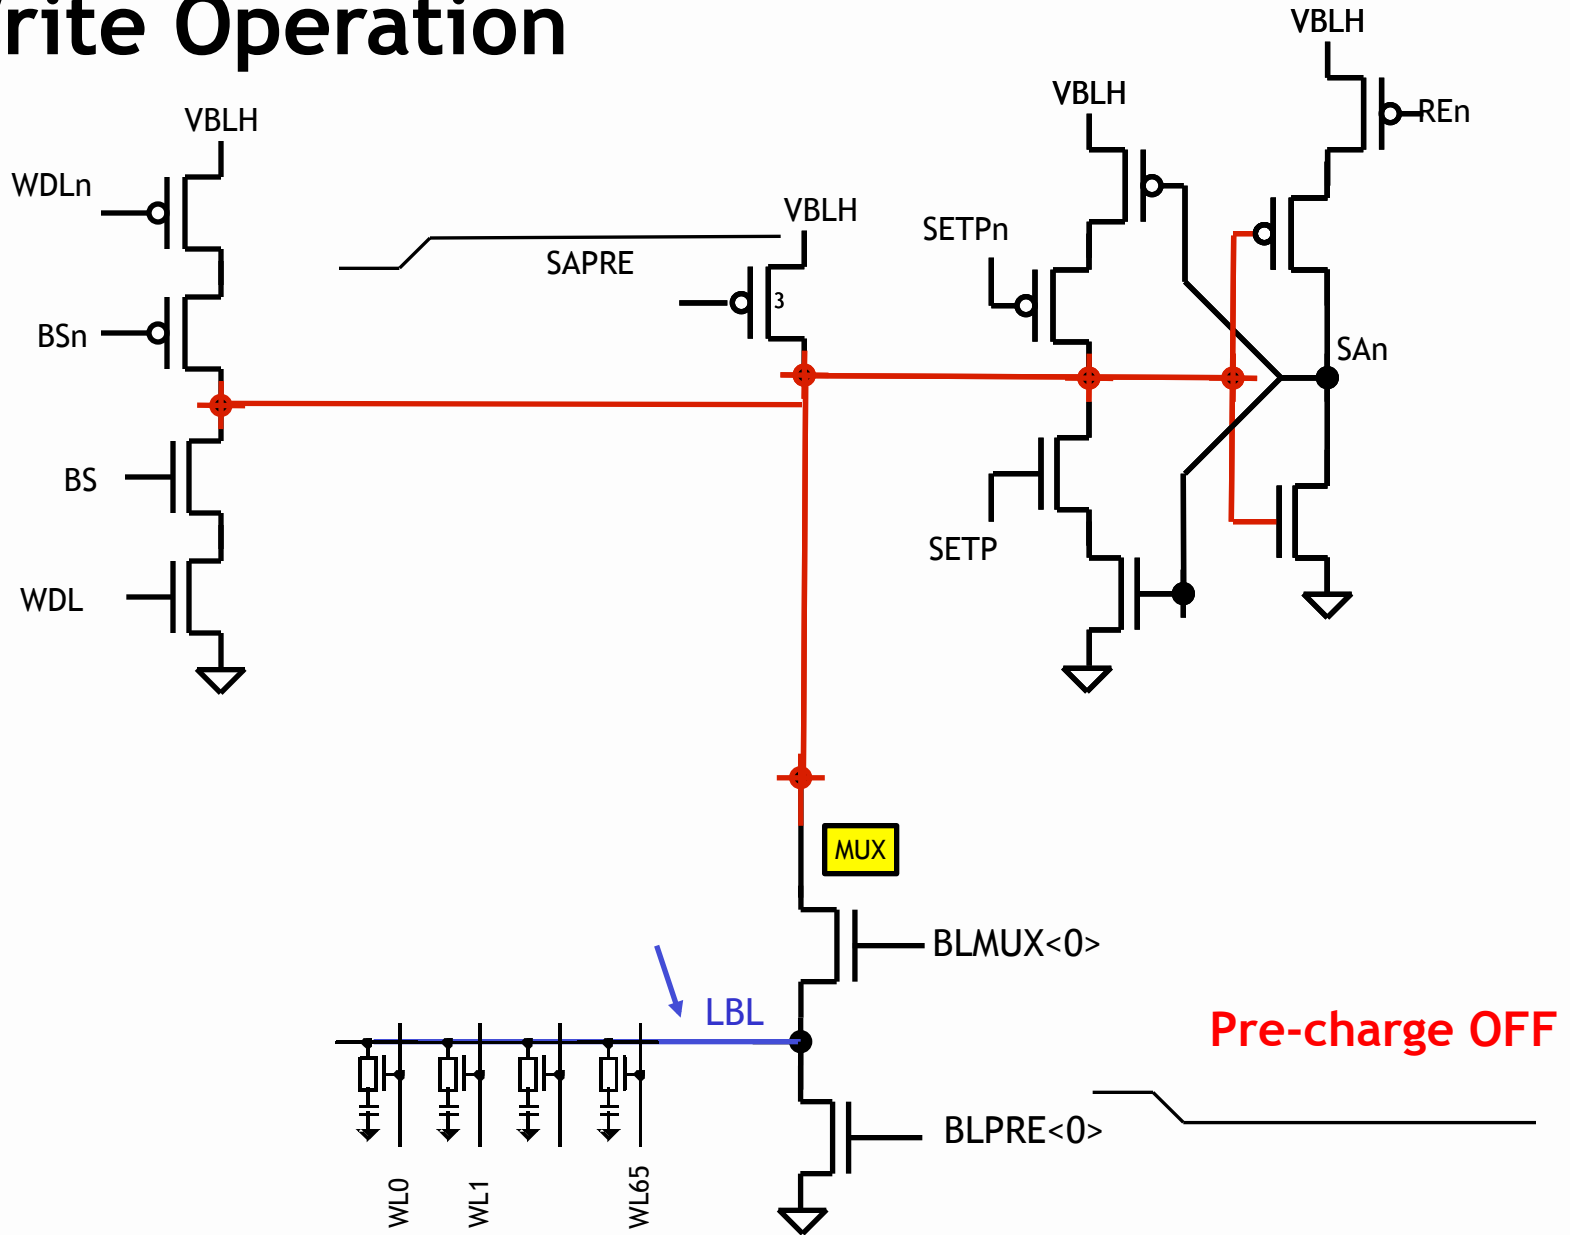 rite Operation
VBLH
VBLH
REn
VBLH
WDLn
VBLH
SETPn
SAPRE
3
BSn
SAn
BS
SETP
WDL
MUX
BLMUX<0>
LBL
Pre-charge OFF
BLPRE<0>
WL0
WL1
WL65